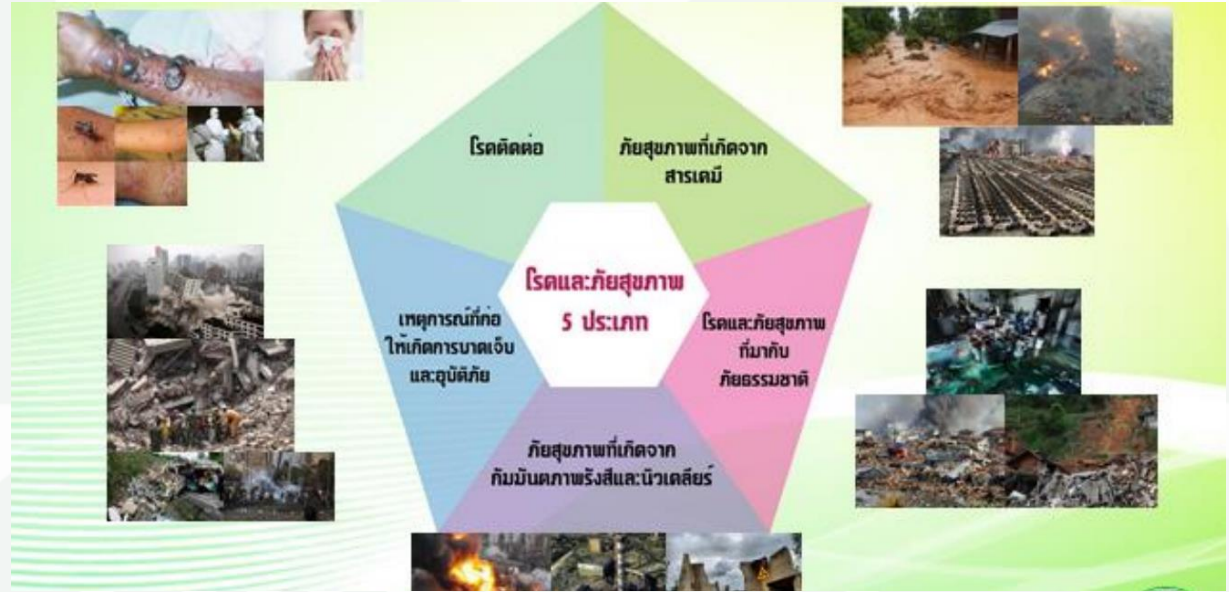 โรคติดต่อ
ภัยสุขภาพที่เกิดจาก
สารเคมี
โรคและภัยสุขภาพ
5 ประเภท
เหตุการณ์ที่ก่อ
ให้เกิดการบาดเจ็บ
และอุบัติภัย
โรคและภัยสุขภาพ
ที่มากับ
ภัยธรรมชาติ
ภัยสุขภาพที่เกิดจาก
กัมมันตภาพรังสีและนิวเคลียร์